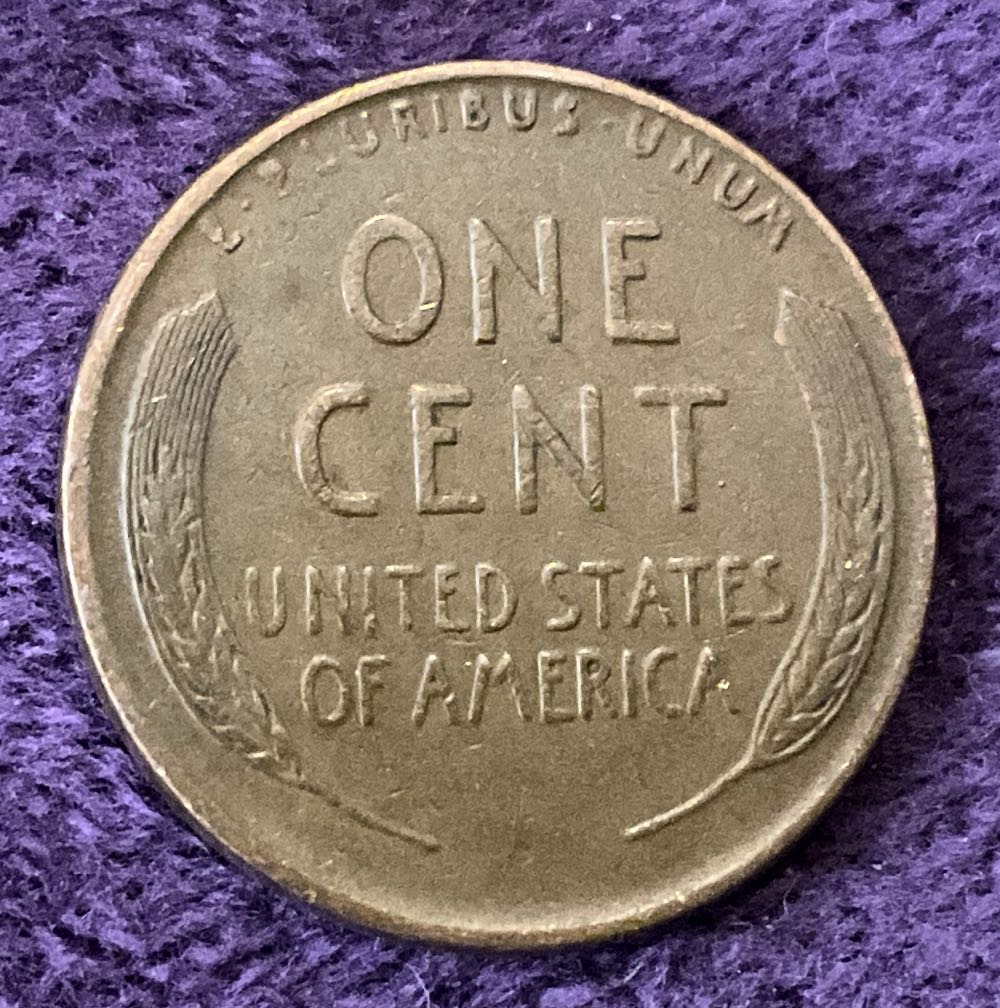 E · PLURIBUS · UNUM
ONE
CENT
UNITED STATES
OF AMERICA